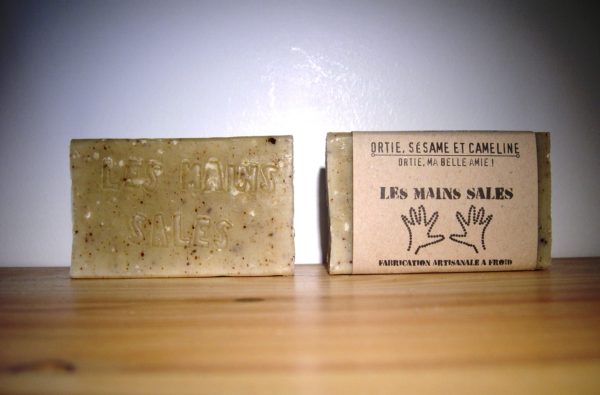 LES MAINS
SALES
ORTIE, SÉSAME ET CAMELINE
ORTIE, MA BELLE AMIE !
LES MAINS SALES
FABRICATION ARTISANALE A FROID